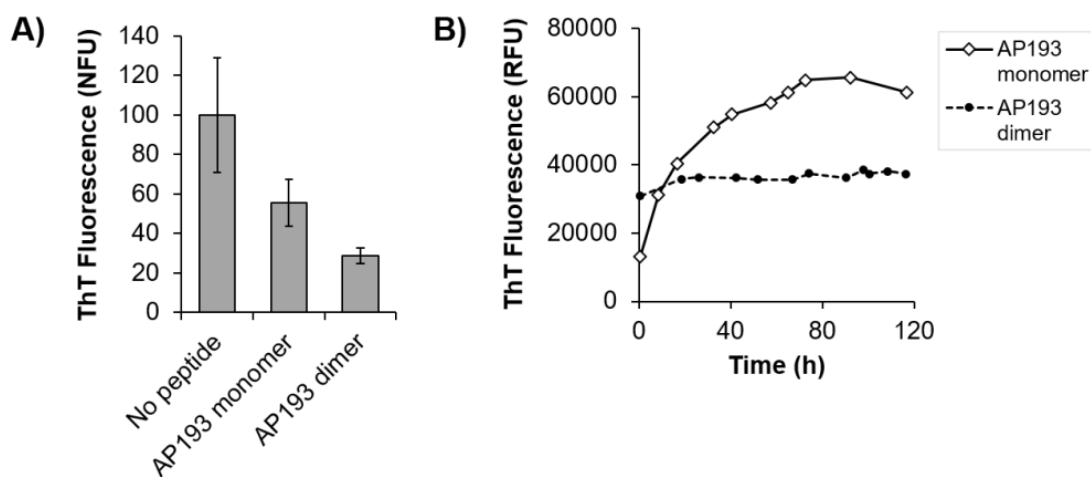 A)
ThT Fluorescence (NFU)
140
120
100
80
60
40
20
0
No peptide
AP193 monomer
AP193 dimer
B)
ThT Fluorescence (RFU)
80000
60000
40000
20000
0
0
40
80
120
Time (h)
AP193
monomer
AP193
dimer